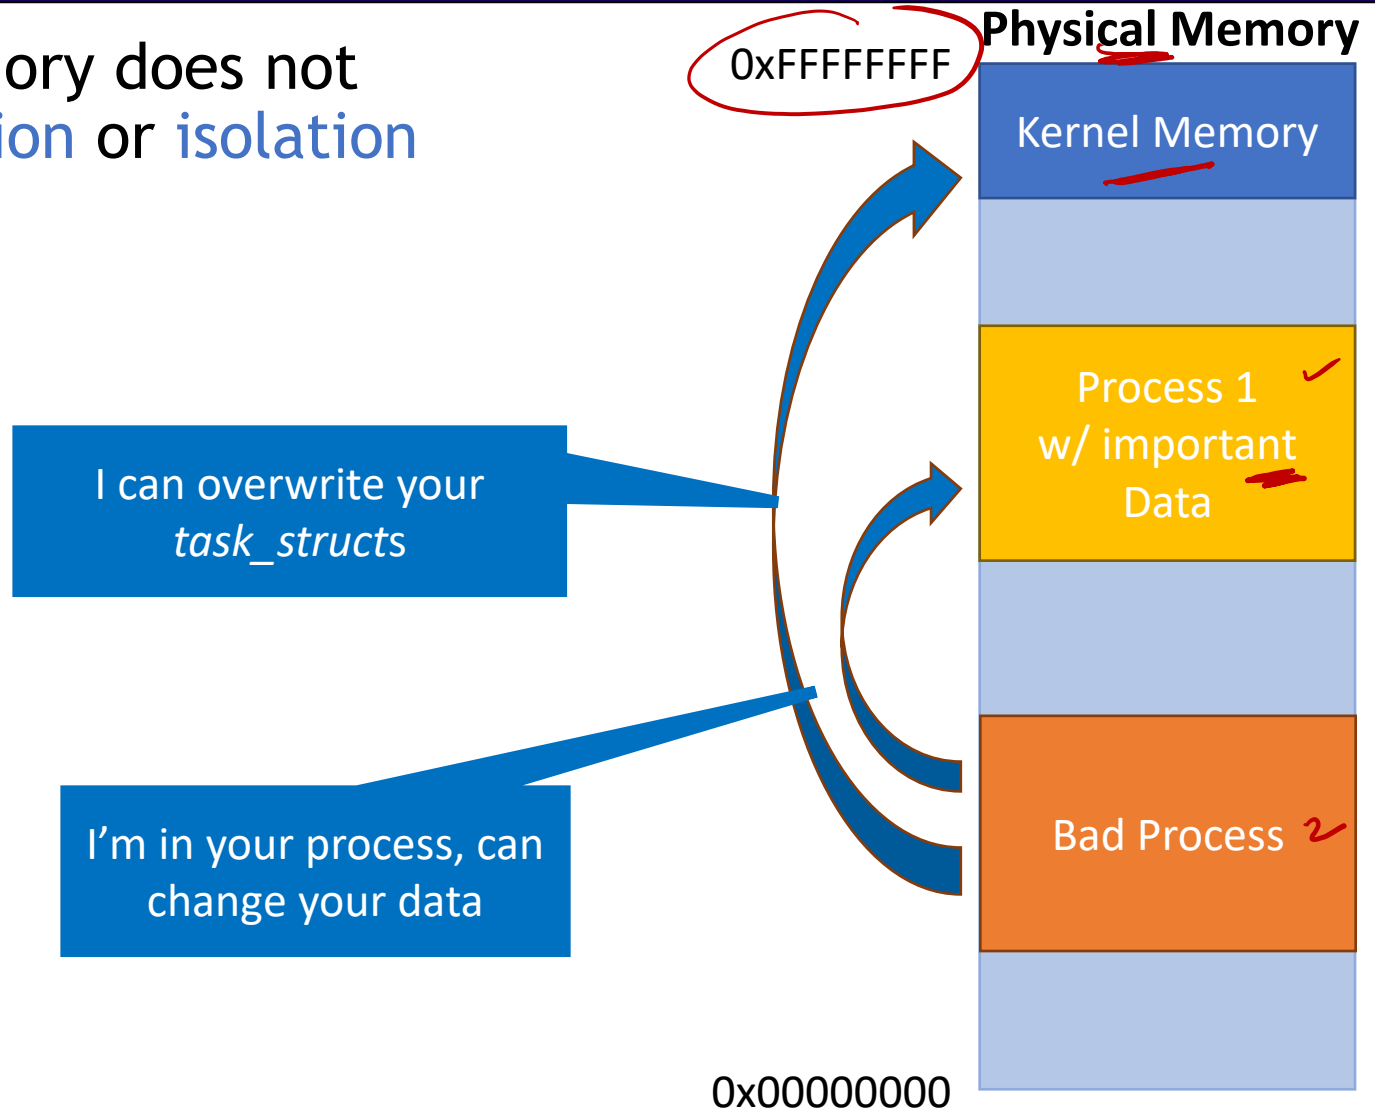 ory does not
ion or isolation
0xFFFFFFFF
Physical Memory
Kernel Memory
Process 1
w/ important
Data
I can overwrite your
task_structs
I’m in your process, can
change your data
Bad Process
0x00000000